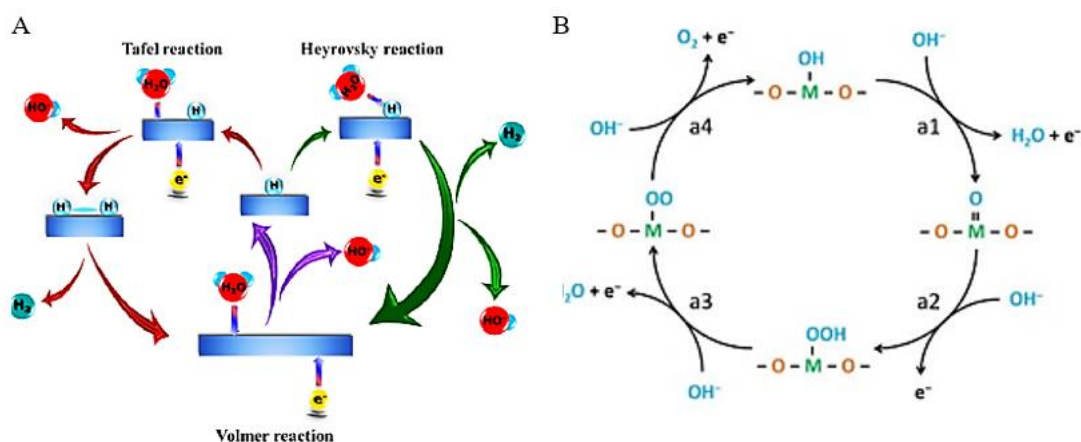 A
Tafel reaction
Heyrovsky reaction
H₂O
H
HO⁻
e⁻
H₂O
H
e⁻
H₂
H
H H
H₂
H₂O
HO⁻
HO⁻
e⁻
Volmer reaction
B
O₂ + e⁻
OH
– O – M – O –
OH⁻
OH⁻
a4
a1
H₂O + e⁻
OO
– O – M – O –
O
– O – M – O –
₂O + e⁻
a3
a2
OH⁻
OOH
– O – M – O –
OH⁻
e⁻